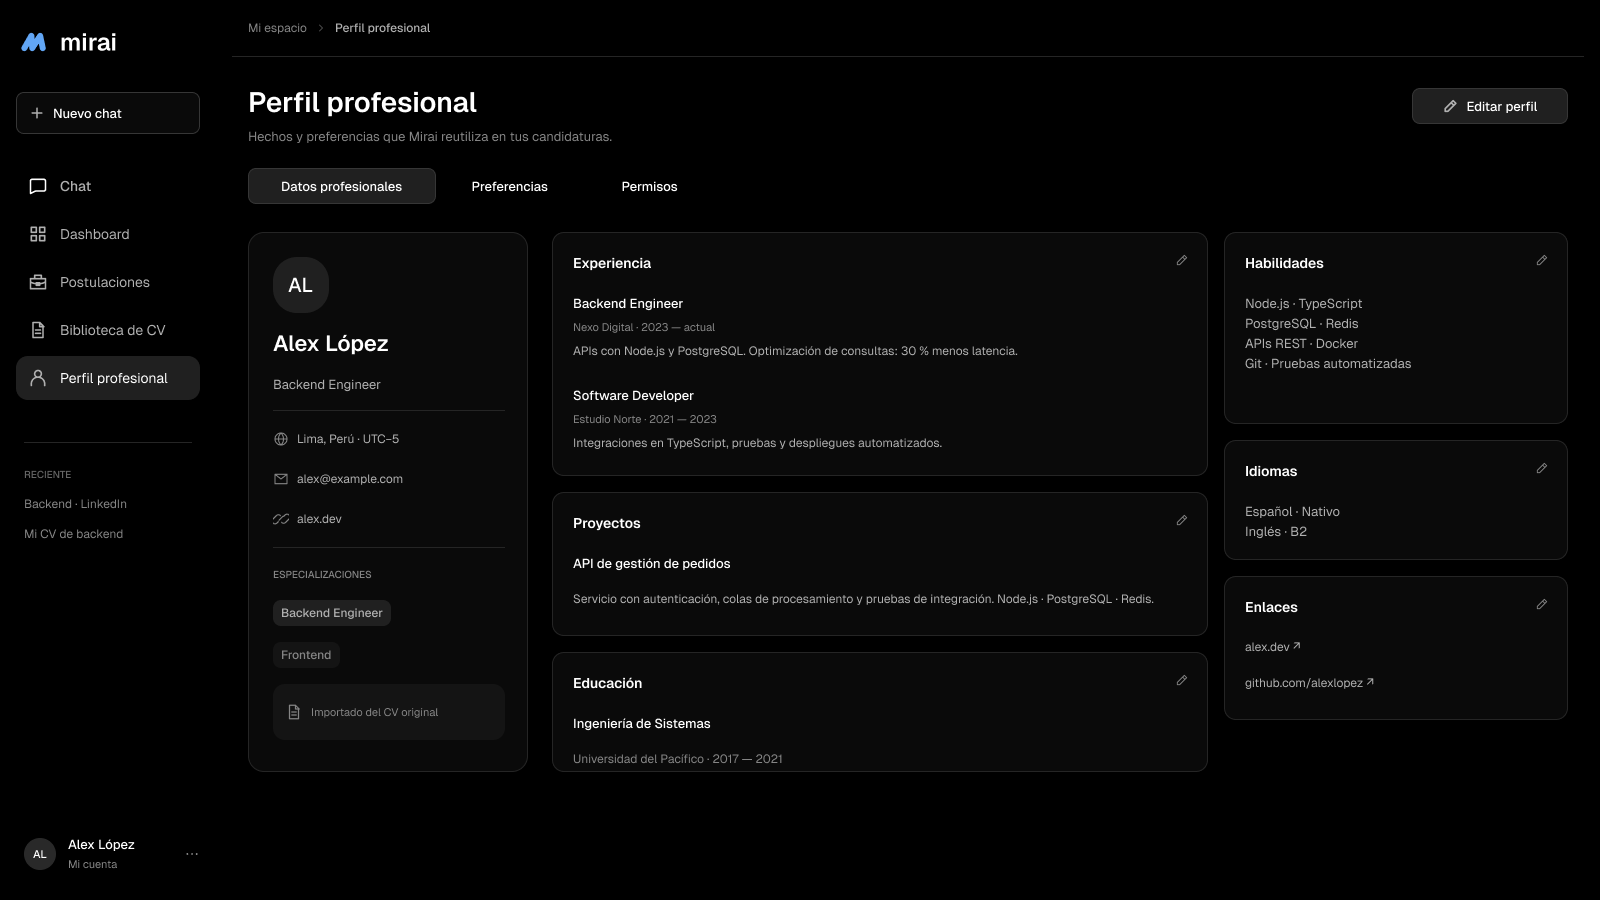 mirai
Nuevo chat
Chat
Dashboard
Postulaciones
Biblioteca de CV
Perfil profesional
RECIENTE
Backend · LinkedIn
Mi CV de backend
AL
Alex López
Mi cuenta
···
Mi espacio > Perfil profesional
Perfil profesional
Hechos y preferencias que Mirai reutiliza en tus candidaturas.
Editar perfil
Datos profesionales
Preferencias
Permisos
AL
Alex López
Backend Engineer
Lima, Perú · UTC−5
alex@example.com
alex.dev
ESPECIALIZACIONES
Backend Engineer
Frontend
Importado del CV original
Experiencia
Backend Engineer
Nexo Digital · 2023 — actual
APIs con Node.js y PostgreSQL. Optimización de consultas: 30 % menos latencia.
Software Developer
Estudio Norte · 2021 — 2023
Integraciones en TypeScript, pruebas y despliegues automatizados.
Proyectos
API de gestión de pedidos
Servicio con autenticación, colas de procesamiento y pruebas de integración. Node.js · PostgreSQL · Redis.
Educación
Ingeniería de Sistemas
Universidad del Pacífico · 2017 — 2021
Habilidades
Node.js · TypeScript
PostgreSQL · Redis
APIs REST · Docker
Git · Pruebas automatizadas
Idiomas
Español · Nativo
Inglés · B2
Enlaces
alex.dev ↗
github.com/alexlopez ↗